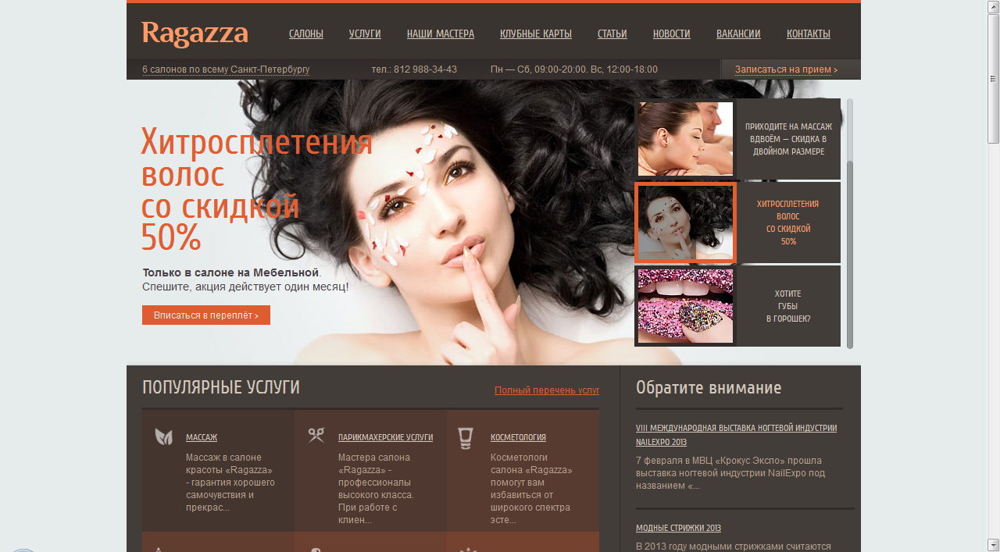 Ragazza
САЛОНЫ УСЛУГИ НАШИ МАСТЕРА КЛУБНЫЕ КАРТЫ СТАТЬИ НОВОСТИ ВАКАНСИИ КОНТАКТЫ
6 салонов по всему Санкт-Петербургу тел.: 812 988-34-43 Пн — Сб, 09:00-20:00. Вс, 12:00-18:00 Записаться на прием >
Хитросплетения
волос
со скидкой
50%
Только в салоне на Мебельной.
Спешите, акция действует один месяц!
Вписаться в переплёт >
ПРИХОДИТЕ НА МАССАЖ
ВДВОЁМ — СКИДКА В
ДВОЙНОМ РАЗМЕРЕ
ХИТРОСПЛЕТЕНИЯ
ВОЛОС
СО СКИДКОЙ
50%
ХОТИТЕ
ГУБЫ
В ГОРОШЕК?
ПОПУЛЯРНЫЕ УСЛУГИ
Полный перечень услуг
МАССАЖ
Массаж в салоне
красоты «Ragazza»
- гарантия хорошего
самочувствия и
прекрас...
ПАРИКМАХЕРСКИЕ УСЛУГИ
Мастера салона
«Ragazza» -
профессионалы
высокого класса.
При работе с
клиен...
КОСМЕТОЛОГИЯ
Косметологи
салона «Ragazza»
помогут вам
избавиться от
широкого спектра
эсте...
Обратите внимание
VIII МЕЖДУНАРОДНАЯ ВЫСТАВКА НОГТЕВОЙ ИНДУСТРИИ
NAILEXPO 2013
7 февраля в МВЦ «Крокус Экспо» прошла
выставка ногтевой индустрии NailExpo под
названием «...
МОДНЫЕ СТРИЖКИ 2013
В 2013 году модными стрижками считаются